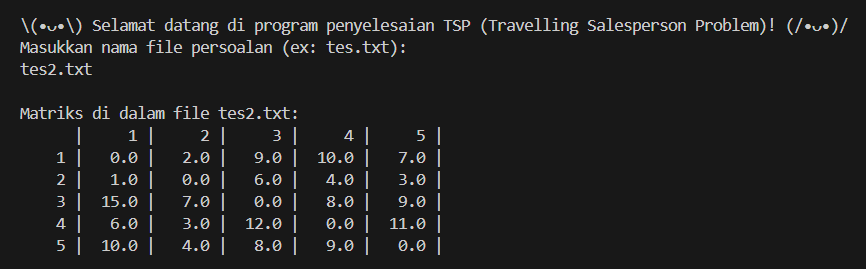 \(•ᴗ•\) Selamat datang di program penyelesaian TSP (Travelling Salesperson Problem)! (/•ᴗ•)/
Masukkan nama file persoalan (ex: tes.txt):
tes2.txt
Matriks di dalam file tes2.txt:
| 1 | 2 | 3 | 4 | 5 |
1 | 0.0 | 2.0 | 9.0 | 10.0 | 7.0 |
2 | 1.0 | 0.0 | 6.0 | 4.0 | 3.0 |
3 | 15.0 | 7.0 | 0.0 | 8.0 | 9.0 |
4 | 6.0 | 3.0 | 12.0 | 0.0 | 11.0 |
5 | 10.0 | 4.0 | 8.0 | 9.0 | 0.0 |